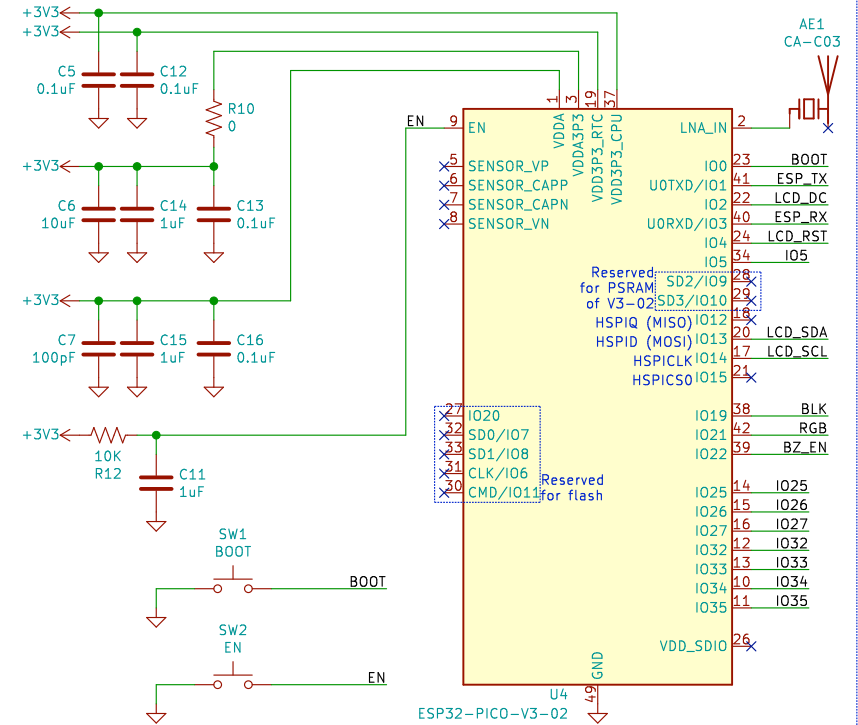 +3V3
+3V3
C5
0.1uF
C12
0.1uF
R10
0
+3V3
C6
10uF
C14
1uF
C13
0.1uF
+3V3
C7
100pF
C15
1uF
C16
0.1uF
+3V3
10K
R12
C11
1uF
SW1
BOOT
BOOT
SW2
EN
EN
EN
9 EN
5 SENSOR_VP
6 SENSOR_CAPP
7 SENSOR_CAPN
8 SENSOR_VN
27 IO20
32 SD0/IO7
33 SD1/IO8
31 CLK/IO6
30 CMD/IO11
Reserved
for flash
1 VDDA
3 VDDA3P3
19 VDD3P3_RTC
37 VDD3P3_CPU
AE1
CA-C03
LNA_IN 2
IO0 23 BOOT
U0TXD/IO1 41 ESP_TX
IO2 22 LCD_DC
U0RXD/IO3 40 ESP_RX
IO4 24 LCD_RST
IO5 34 IO5
Reserved
for PSRAM
of V3-02
SD2/IO9 28
SD3/IO10 29
IO12 18
HSPIQ (MISO)
IO13 20 LCD_SDA
HSPID (MOSI)
IO14 17 LCD_SCL
HSPICLK
IO15 21
HSPICS0
IO19 38 BLK
IO21 42 RGB
IO22 39 BZ_EN
IO25 14 IO25
IO26 15 IO26
IO27 16 IO27
IO32 12 IO32
IO33 13 IO33
IO34 10 IO34
IO35 11 IO35
VDD_SDIO 26
GND 49
U4
ESP32-PICO-V3-02